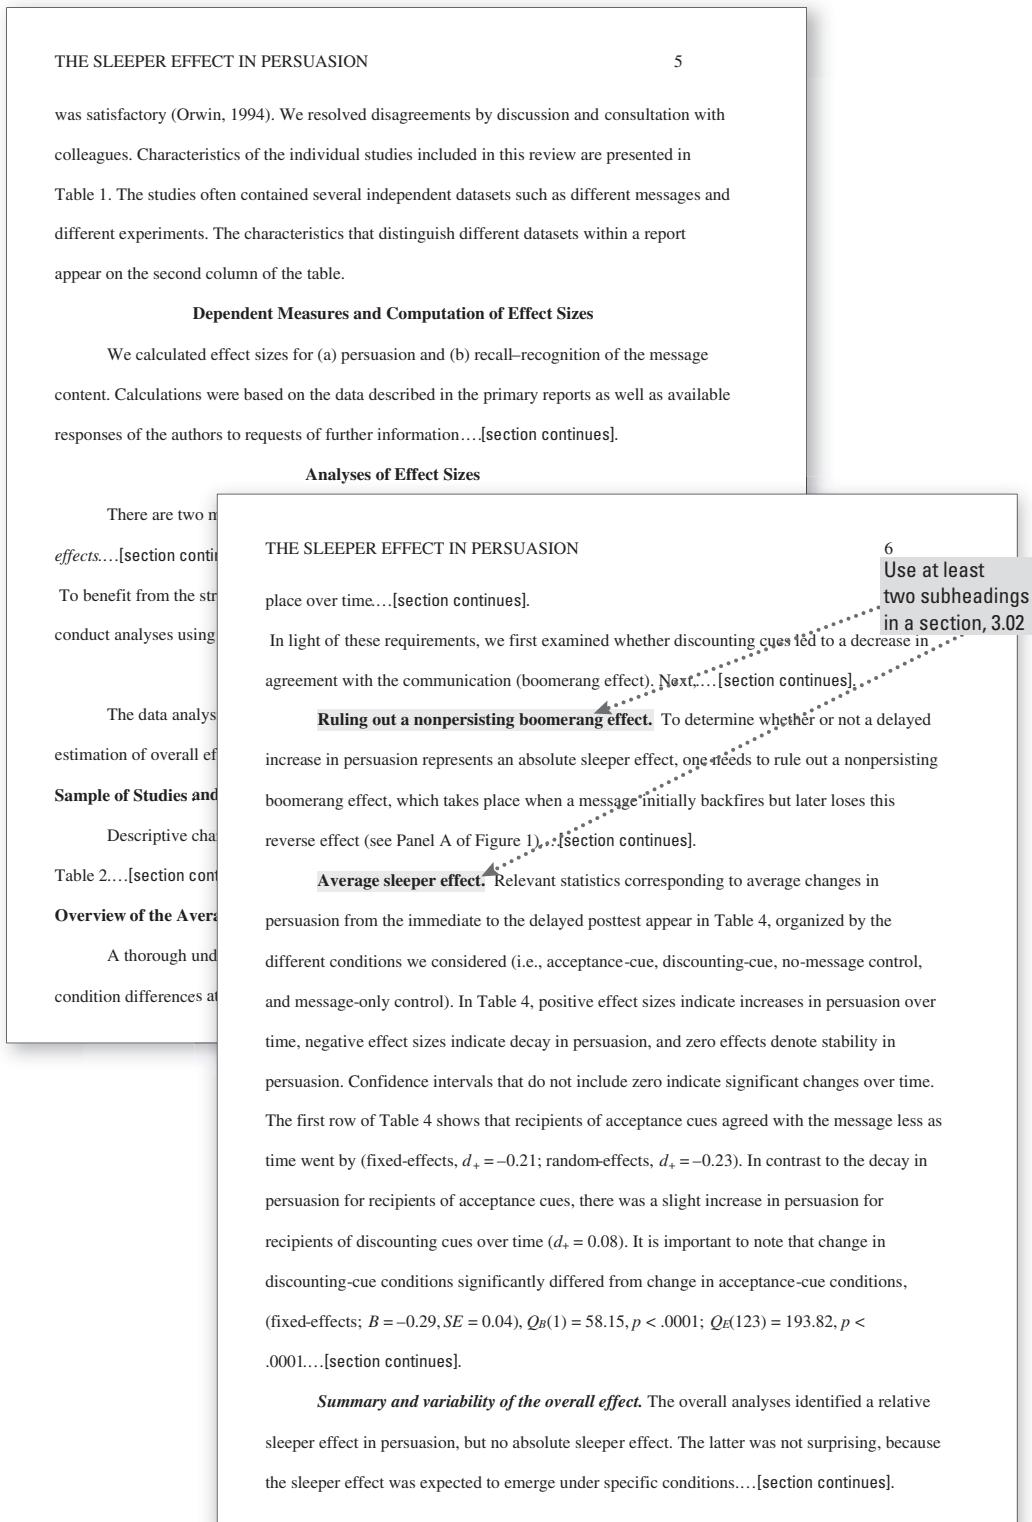 THE SLEEPER EFFECT IN PERSUASION 5
was satisfactory (Orwin, 1994). We resolved disagreements by discussion and consultation with
colleagues. Characteristics of the individual studies included in this review are presented in
Table 1. The studies often contained several independent datasets such as different messages and
different experiments. The characteristics that distinguish different datasets within a report
appear on the second column of the table.
Dependent Measures and Computation of Effect Sizes
We calculated effect sizes for (a) persuasion and (b) recall–recognition of the message
content. Calculations were based on the data described in the primary reports as well as available
responses of the authors to requests of further information….[section continues].
Analyses of Effect Sizes
There are two
effects.…[section
To benefit from the
conduct analyses using
The data
estimation of overall
Sample of Studies and
Descriptive
Table 2.…[section
Overview of the
A thorough
condition differences
THE SLEEPER EFFECT IN PERSUASION 6
place over time.…[section continues].
In light of these requirements, we first examined whether discounting cues led to a decrease in
agreement with the communication (boomerang effect). Next,.…[section continues].
Ruling out a nonpersisting boomerang effect. To determine whether or not a delayed
increase in persuasion represents an absolute sleeper effect, one needs to rule out a nonpersisting
boomerang effect, which takes place when a message initially backfires but later loses this
reverse effect (see Panel A of Figure 1).…[section continues].
Average sleeper effect. Relevant statistics corresponding to average changes in
persuasion from the immediate to the delayed posttest appear in Table 4, organized by the
different conditions we considered (i.e., acceptance-cue, discounting-cue, no-message control,
and message-only control). In Table 4, positive effect sizes indicate increases in persuasion over
time, negative effect sizes indicate decay in persuasion, and zero effects denote stability in
persuasion. Confidence intervals that do not include zero indicate significant changes over time.
The first row of Table 4 shows that recipients of acceptance cues agreed with the message less as
time went by (fixed-effects, d+ = –0.21; random-effects, d+ = –0.23). In contrast to the decay in
persuasion for recipients of acceptance cues, there was a slight increase in persuasion for
recipients of discounting cues over time (d+ = 0.08). It is important to note that change in
discounting-cue conditions significantly differed from change in acceptance-cue conditions,
(fixed-effects; B = –0.29, SE = 0.04), QB(1) = 58.15, p < .0001; QE(123) = 193.82, p <
.0001.…[section continues].
Summary and variability of the overall effect. The overall analyses identified a relative
sleeper effect in persuasion, but no absolute sleeper effect. The latter was not surprising, because
the sleeper effect was expected to emerge under specific conditions.…[section continues].
Use at least
two subheadings
in a section, 3.02